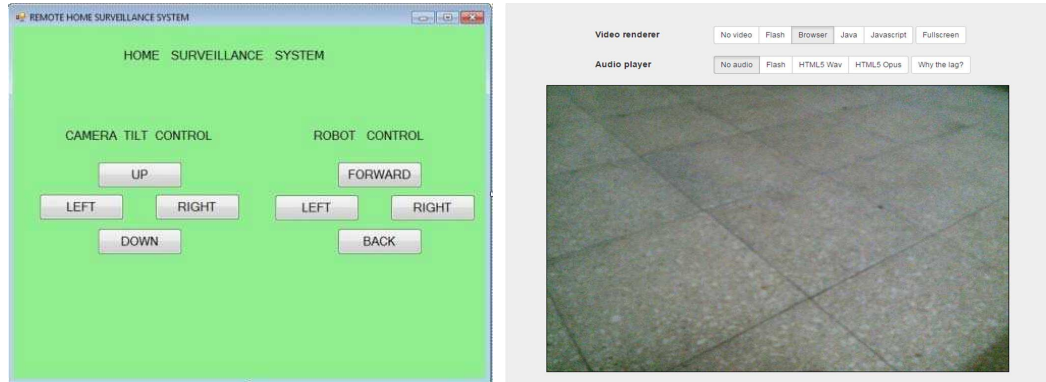 REMOTE HOME SURVEILLANCE SYSTEM
HOME SURVEILLANCE SYSTEM
CAMERA TILT CONTROL
ROBOT CONTROL
UP
FORWARD
LEFT
RIGHT
LEFT
RIGHT
DOWN
BACK
Video renderer No video Flash Browser Java Javascript Fullscreen
Audio player No audio Flash HTML5 Wav HTML5 Opus Why the lag?